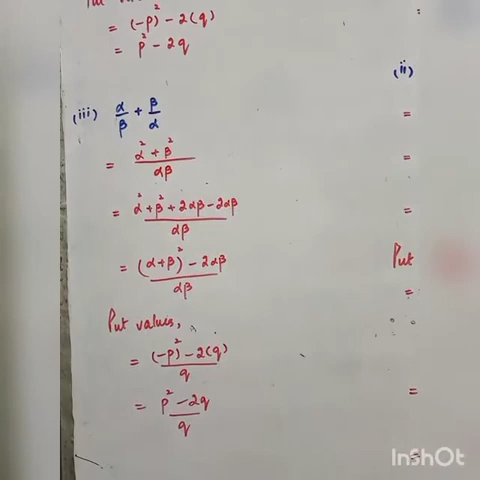 Put
= (-p)² - 2(q)
= p² - 2q
(iii) α/β + β/α
= α² + β² / αβ
= α² + β² + 2αβ - 2αβ / αβ
= (α+β)² - 2αβ / αβ
Put values,
= (-p)² - 2(q) / q
= p² - 2q / q
(ii)
=
=
=
Put
=
=
=
InShOt